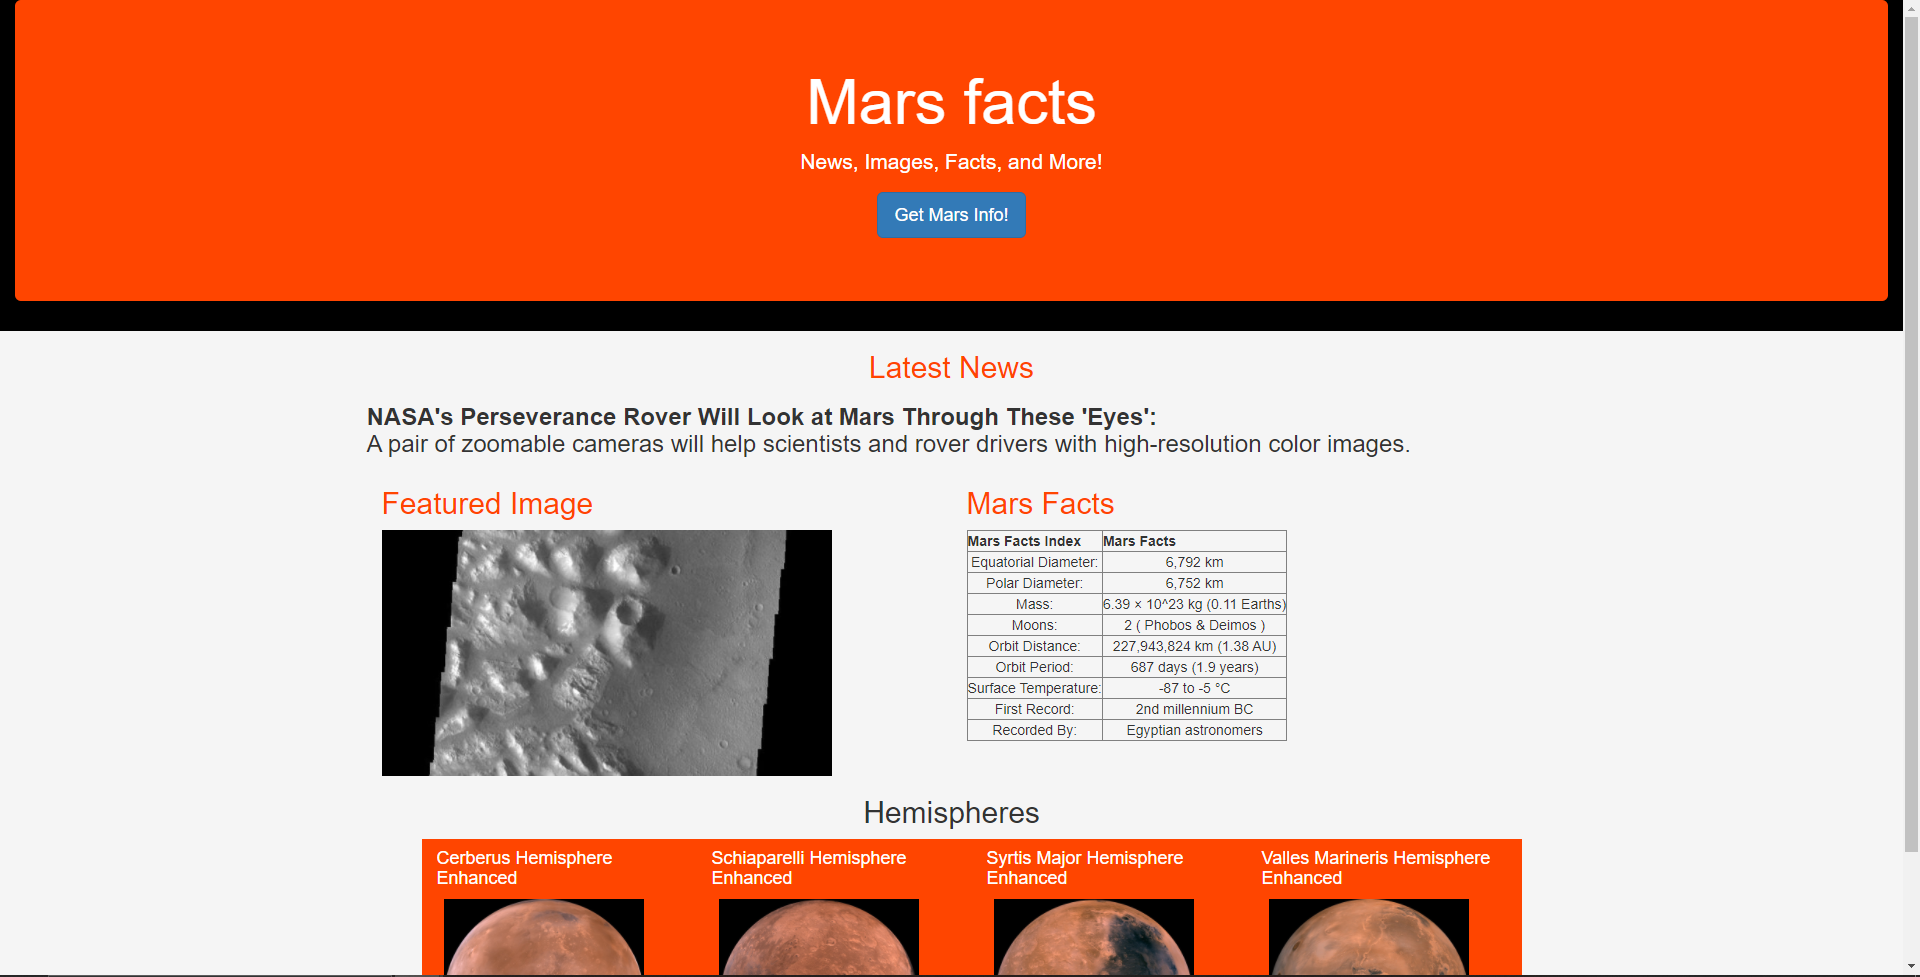 Mars facts
News, Images, Facts, and More!
Get Mars Info!
Latest News
NASA's Perseverance Rover Will Look at Mars Through These 'Eyes':
A pair of zoomable cameras will help scientists and rover drivers with high-resolution color images.
Featured Image
Mars Facts
Mars Facts Index Mars Facts
Equatorial Diameter: 6,792 km
Polar Diameter: 6,752 km
Mass: 6.39 × 10^23 kg (0.11 Earths)
Moons: 2 ( Phobos & Deimos )
Orbit Distance: 227,943,824 km (1.38 AU)
Orbit Period: 687 days (1.9 years)
Surface Temperature: -87 to -5 °C
First Record: 2nd millennium BC
Recorded By: Egyptian astronomers
Hemispheres
Cerberus Hemisphere
Enhanced
Schiaparelli Hemisphere
Enhanced
Syrtis Major Hemisphere
Enhanced
Valles Marineris Hemisphere
Enhanced